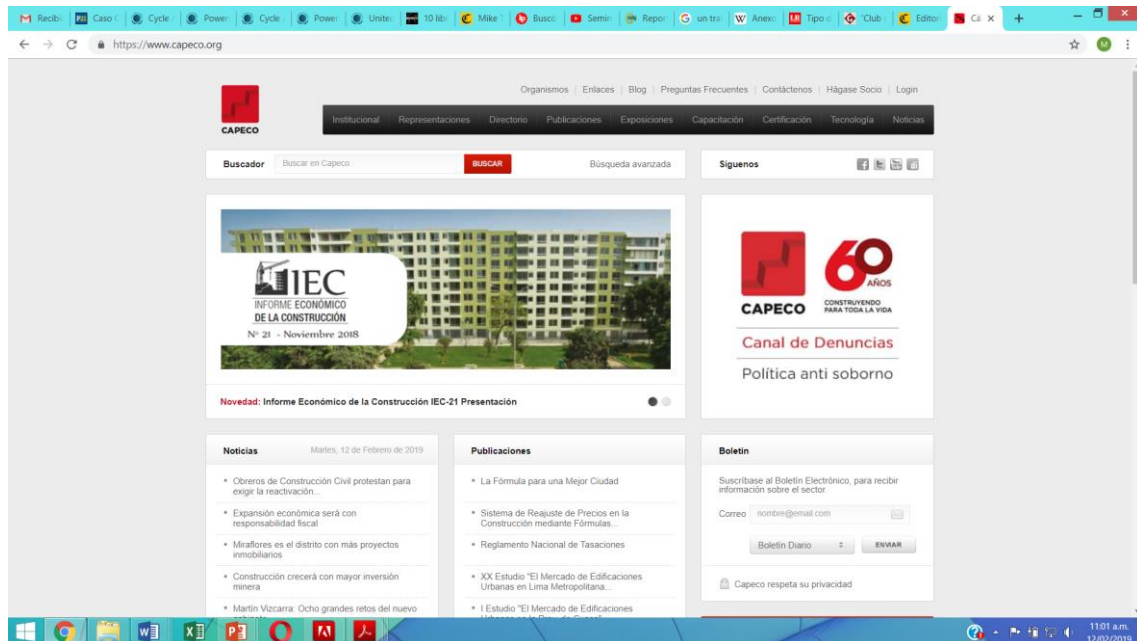 Recibi
Caso C
Cycle /
Power
Cycle /
Power
Unitec
10 libr
Mike T
Busco
Semin
Repor
un tra
Anexo
Tipo d
"Club
Editor
Cá
https://www.capeco.org
Organismos | Enlaces | Blog | Preguntas Frecuentes | Contáctenos | Hágase Socio | Login
CAPECO
Institucional Representaciones Directorio Publicaciones Exposiciones Capacitación Certificación Tecnología Noticias
Buscador Buscar en Capeco BUSCAR Búsqueda avanzada
Siguenos
IEC
INFORME ECONÓMICO
DE LA CONSTRUCCIÓN
Nº 21 - Noviembre 2018
Novedad: Informe Económico de la Construcción IEC-21 Presentación
60
AÑOS
CAPECO
CONSTRUYENDO
PARA TODA LA VIDA
Canal de Denuncias
Política anti soborno
Noticias Martes, 12 de Febrero de 2019
Obreros de Construcción Civil protestan para
exigir la reactivación...
Expansión económica será con
responsabilidad fiscal
Miraflores es el distrito con más proyectos
inmobiliarios
Construcción crecerá con mayor inversión
minera
Martín Vizcarra: Ocho grandes retos del nuevo
Publicaciones
La Fórmula para una Mejor Ciudad
Sistema de Reajuste de Precios en la
Construcción mediante Fórmulas...
Reglamento Nacional de Tasaciones
XX Estudio "El Mercado de Edificaciones
Urbanas en Lima Metropolitana...
I Estudio "El Mercado de Edificaciones
Boletin
Suscríbase al Boletín Electrónico, para recibir
información sobre el sector.
Correo nombre@email.com
Boletín Diario ENVIAR
Capeco respeta su privacidad
11:01 a.m.
12/02/2019